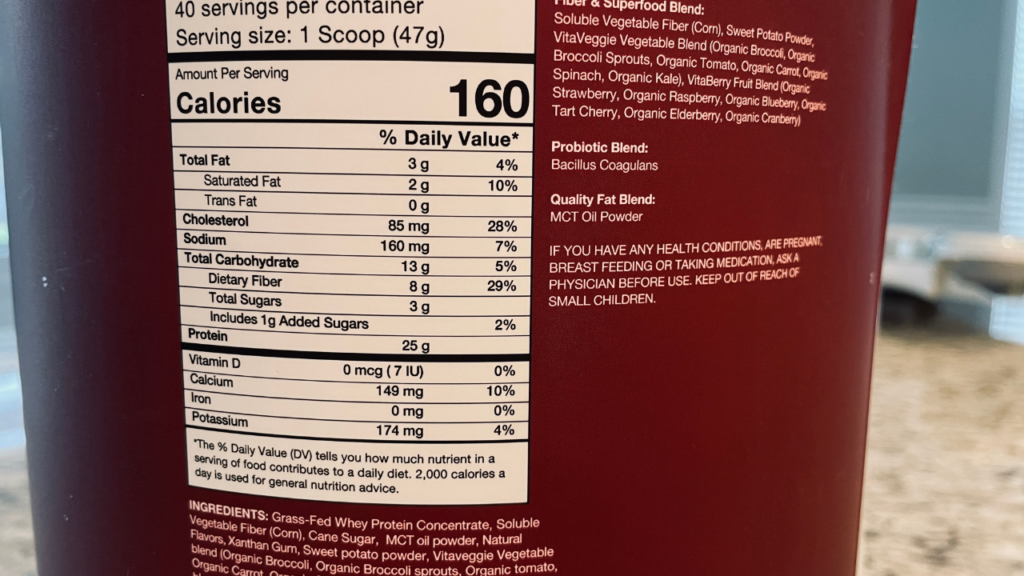 40 servings per container
Serving size: 1 Scoop (47g)
Amount Per Serving
Calories 160
% Daily Value*
Total Fat 3 g 4%
Saturated Fat 2 g 10%
Trans Fat 0 g
Cholesterol 85 mg 28%
Sodium 160 mg 7%
Total Carbohydrate 13 g 5%
Dietary Fiber 8 g 29%
Total Sugars 3 g
Includes 1g Added Sugars 2%
Protein 25 g
Vitamin D 0 mcg ( 7 IU) 0%
Calcium 149 mg 10%
Iron 0 mg 0%
Potassium 174 mg 4%
*The % Daily Value (DV) tells you how much nutrient in a
serving of food contributes to a daily diet. 2,000 calories a
day is used for general nutrition advice.
INGREDIENTS: Grass-Fed Whey Protein Concentrate, Soluble
Vegetable Fiber (Corn), Cane Sugar, MCT oil powder, Natural
Flavors, Xanthan Gum, Sweet potato powder, Vitaveggie Vegetable
blend (Organic Broccoli, Organic Broccoli sprouts, Organic tomato,
Organic Carrot,
Fiber & Superfood Blend:
Soluble Vegetable Fiber (Corn), Sweet Potato Powder,
VitaVeggie Vegetable Blend (Organic Broccoli, Organic
Broccoli Sprouts, Organic Tomato, Organic Carrot, Organic
Spinach, Organic Kale), VitaBerry Fruit Blend (Organic
Strawberry, Organic Raspberry, Organic Blueberry, Organic
Tart Cherry, Organic Elderberry, Organic Cranberry)
Probiotic Blend:
Bacillus Coagulans
Quality Fat Blend:
MCT Oil Powder
IF YOU HAVE ANY HEALTH CONDITIONS, ARE PREGNANT,
BREAST FEEDING OR TAKING MEDICATION, ASK A
PHYSICIAN BEFORE USE. KEEP OUT OF REACH OF
SMALL CHILDREN.